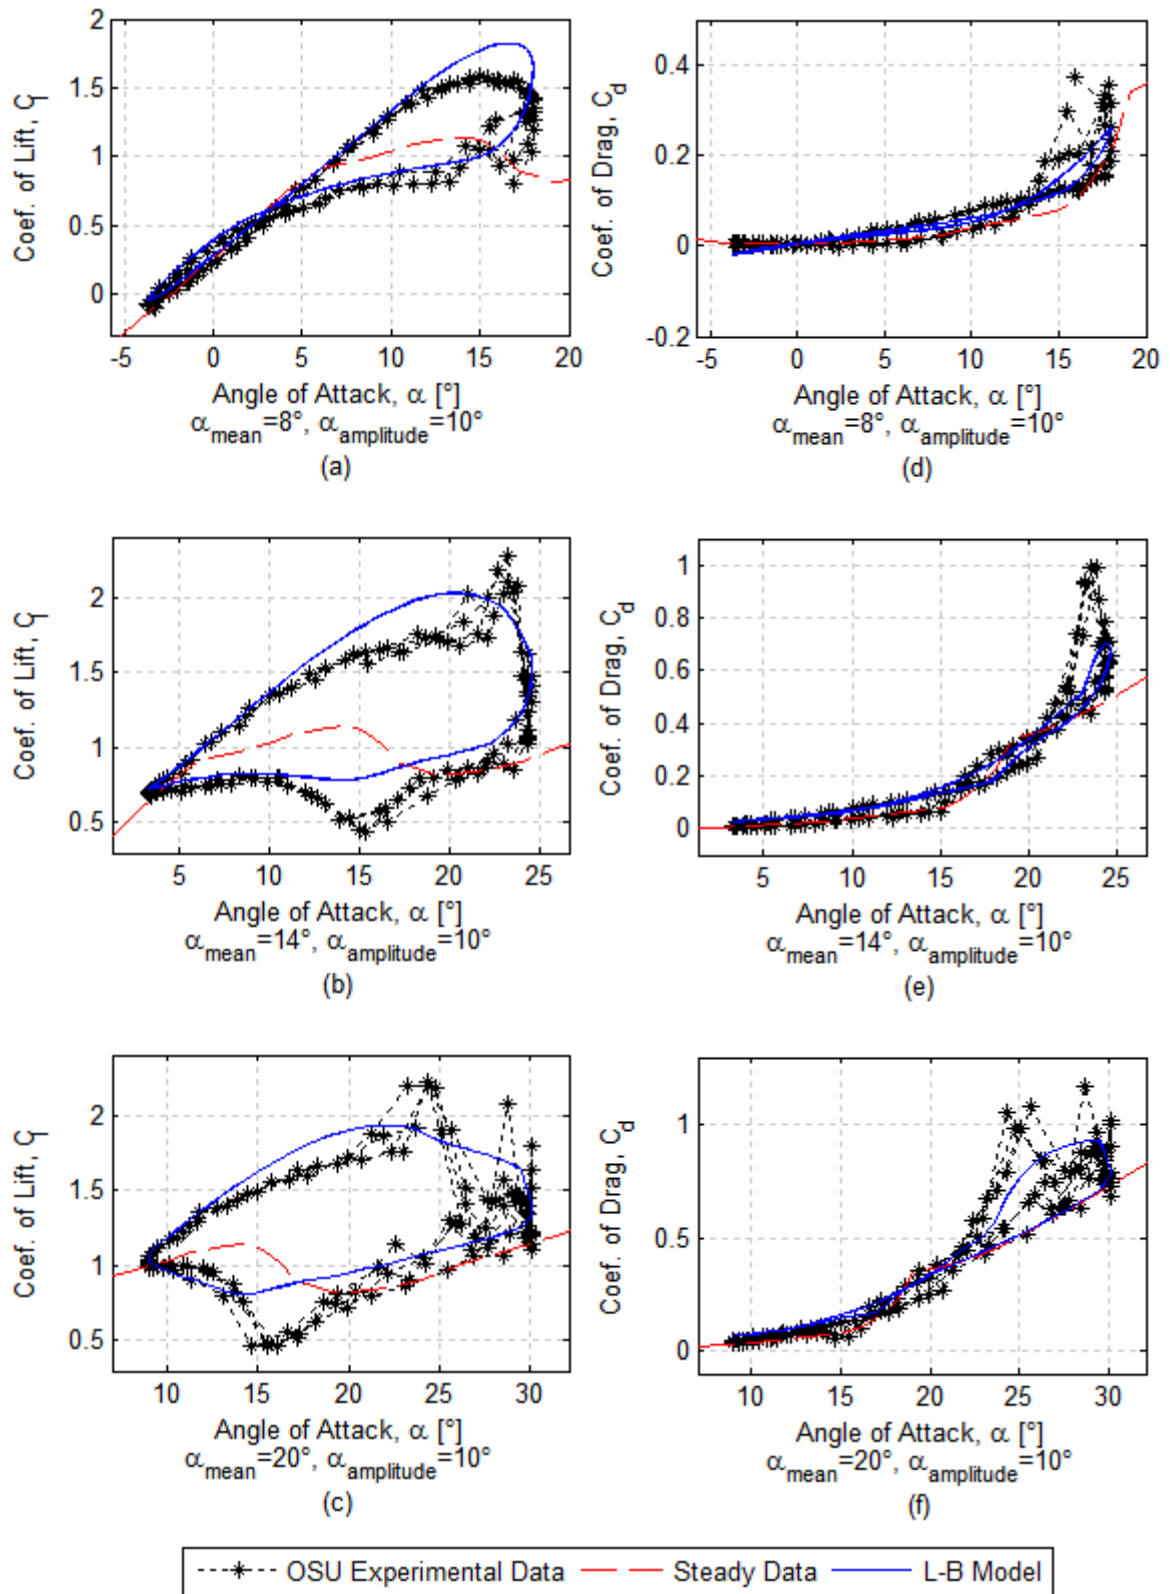 Coef. of Lift, Cl
2
1.5
1
0.5
0
-5 0 5 10 15 20
Angle of Attack, α [°]
αmean=8°, αamplitude=10°
(a)
Coef. of Drag, Cd
0.4
0.2
0
-0.2
-5 0 5 10 15 20
Angle of Attack, α [°]
αmean=8°, αamplitude=10°
(d)
Coef. of Lift, Cl
2
1.5
1
0.5
5 10 15 20 25
Angle of Attack, α [°]
αmean=14°, αamplitude=10°
(b)
Coef. of Drag, Cd
1
0.8
0.6
0.4
0.2
0
5 10 15 20 25
Angle of Attack, α [°]
αmean=14°, αamplitude=10°
(e)
Coef. of Lift, Cl
2
1.5
1
0.5
10 15 20 25 30
Angle of Attack, α [°]
αmean=20°, αamplitude=10°
(c)
Coef. of Drag, Cd
1
0.5
0
10 15 20 25 30
Angle of Attack, α [°]
αmean=20°, αamplitude=10°
(f)
OSU Experimental Data Steady Data L-B Model